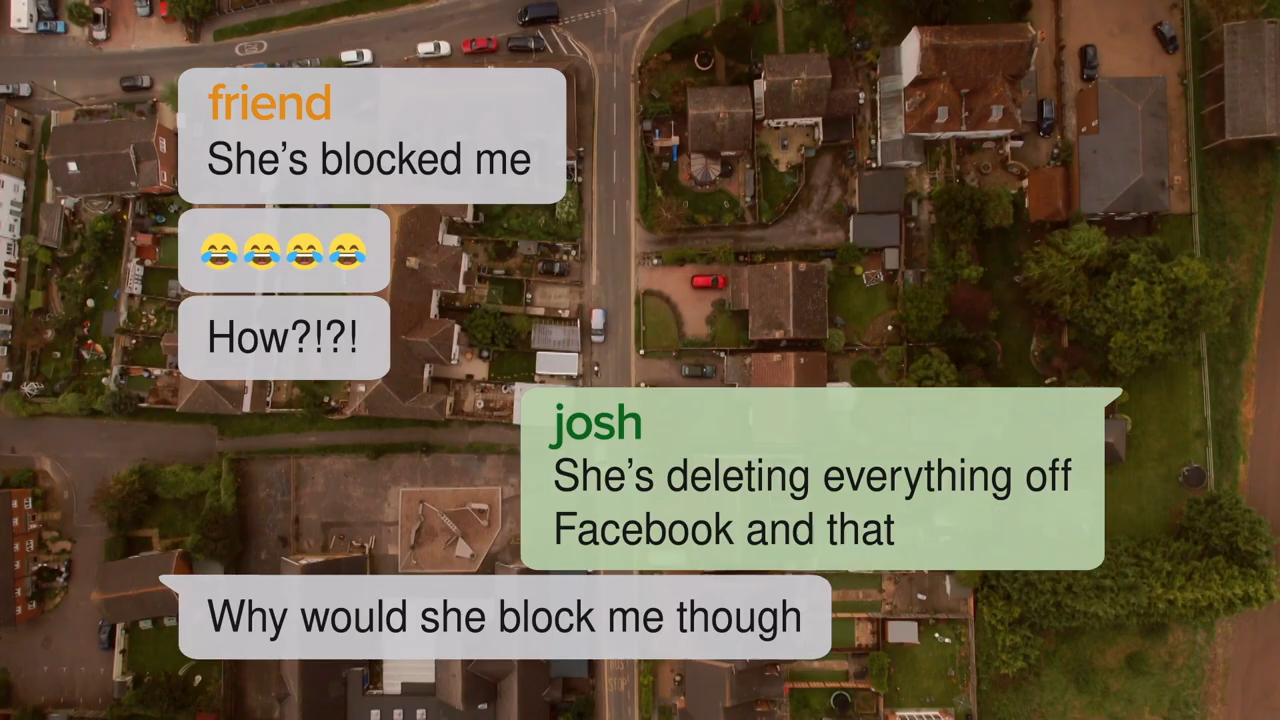 friend
She’s blocked me
😂😂😂😂
How?!?!
josh
She’s deleting everything off
Facebook and that
Why would she block me though